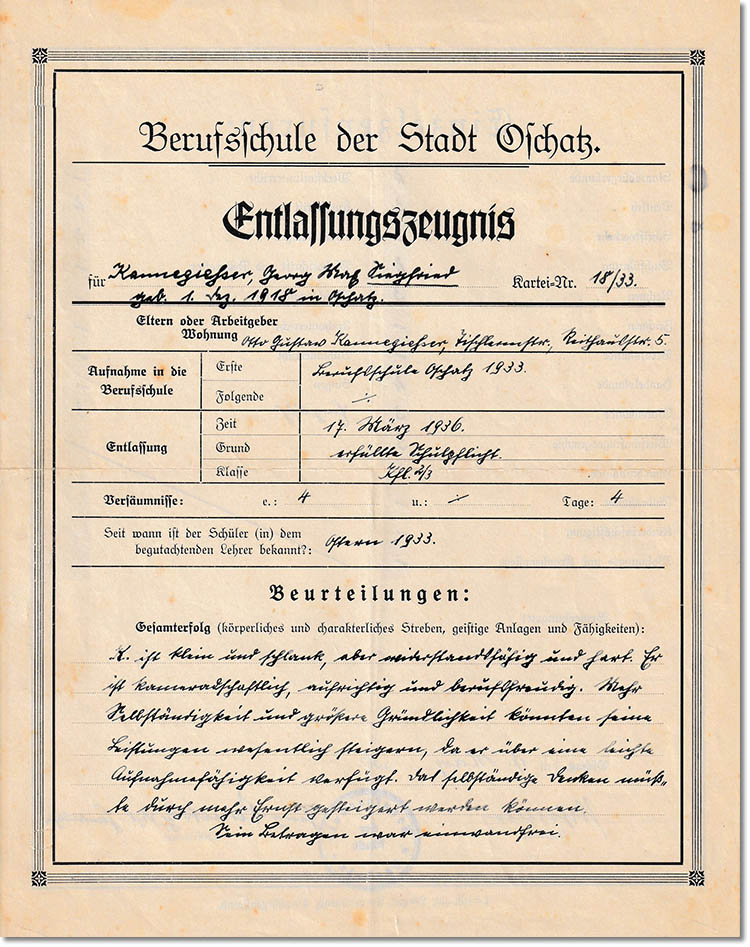 Berufsschule der Stadt Oschatz.
Entlassungszeugnis
für Kannegießer, Georg Max Siegfried Kartei=Nr. 18/33.
geb. 1. Dez. 1918 in Oschatz.
Eltern oder Arbeitgeber
Wohnung Otto Gustav Kannegießer, Tischlermstr., Reithausstr. 5.
Aufnahme in die Berufsschule Erste Berufsschule Oschatz 1933.
Folgende ./.
Entlassung Zeit 17. März 1936.
Grund erfüllte Schulpflicht.
Klasse 2/3
Versäumnisse: e.: 4 u.: ./. Tage: 4
Seit wann ist der Schüler (in) dem
begutachtenden Lehrer bekannt?: Ostern 1933.
Beurteilungen:
Gesamterfolg (körperliches und charakterliches Streben, geistige Anlagen und Fähigkeiten):
K. ist klein und schlank, aber widerstandsfähig und hart. Er
ist kameradschaftlich, aufrichtig und berufsfreudig. Mehr
Selbständigkeit und größere Gründlichkeit könnten seine
Leistungen wesentlich steigern, da er über eine leichte
Aufnahmefähigkeit verfügt. Das selbständige Denken müß=
te durch mehr Ernst gesteigert werden können.
Sein Betragen war einwandfrei.